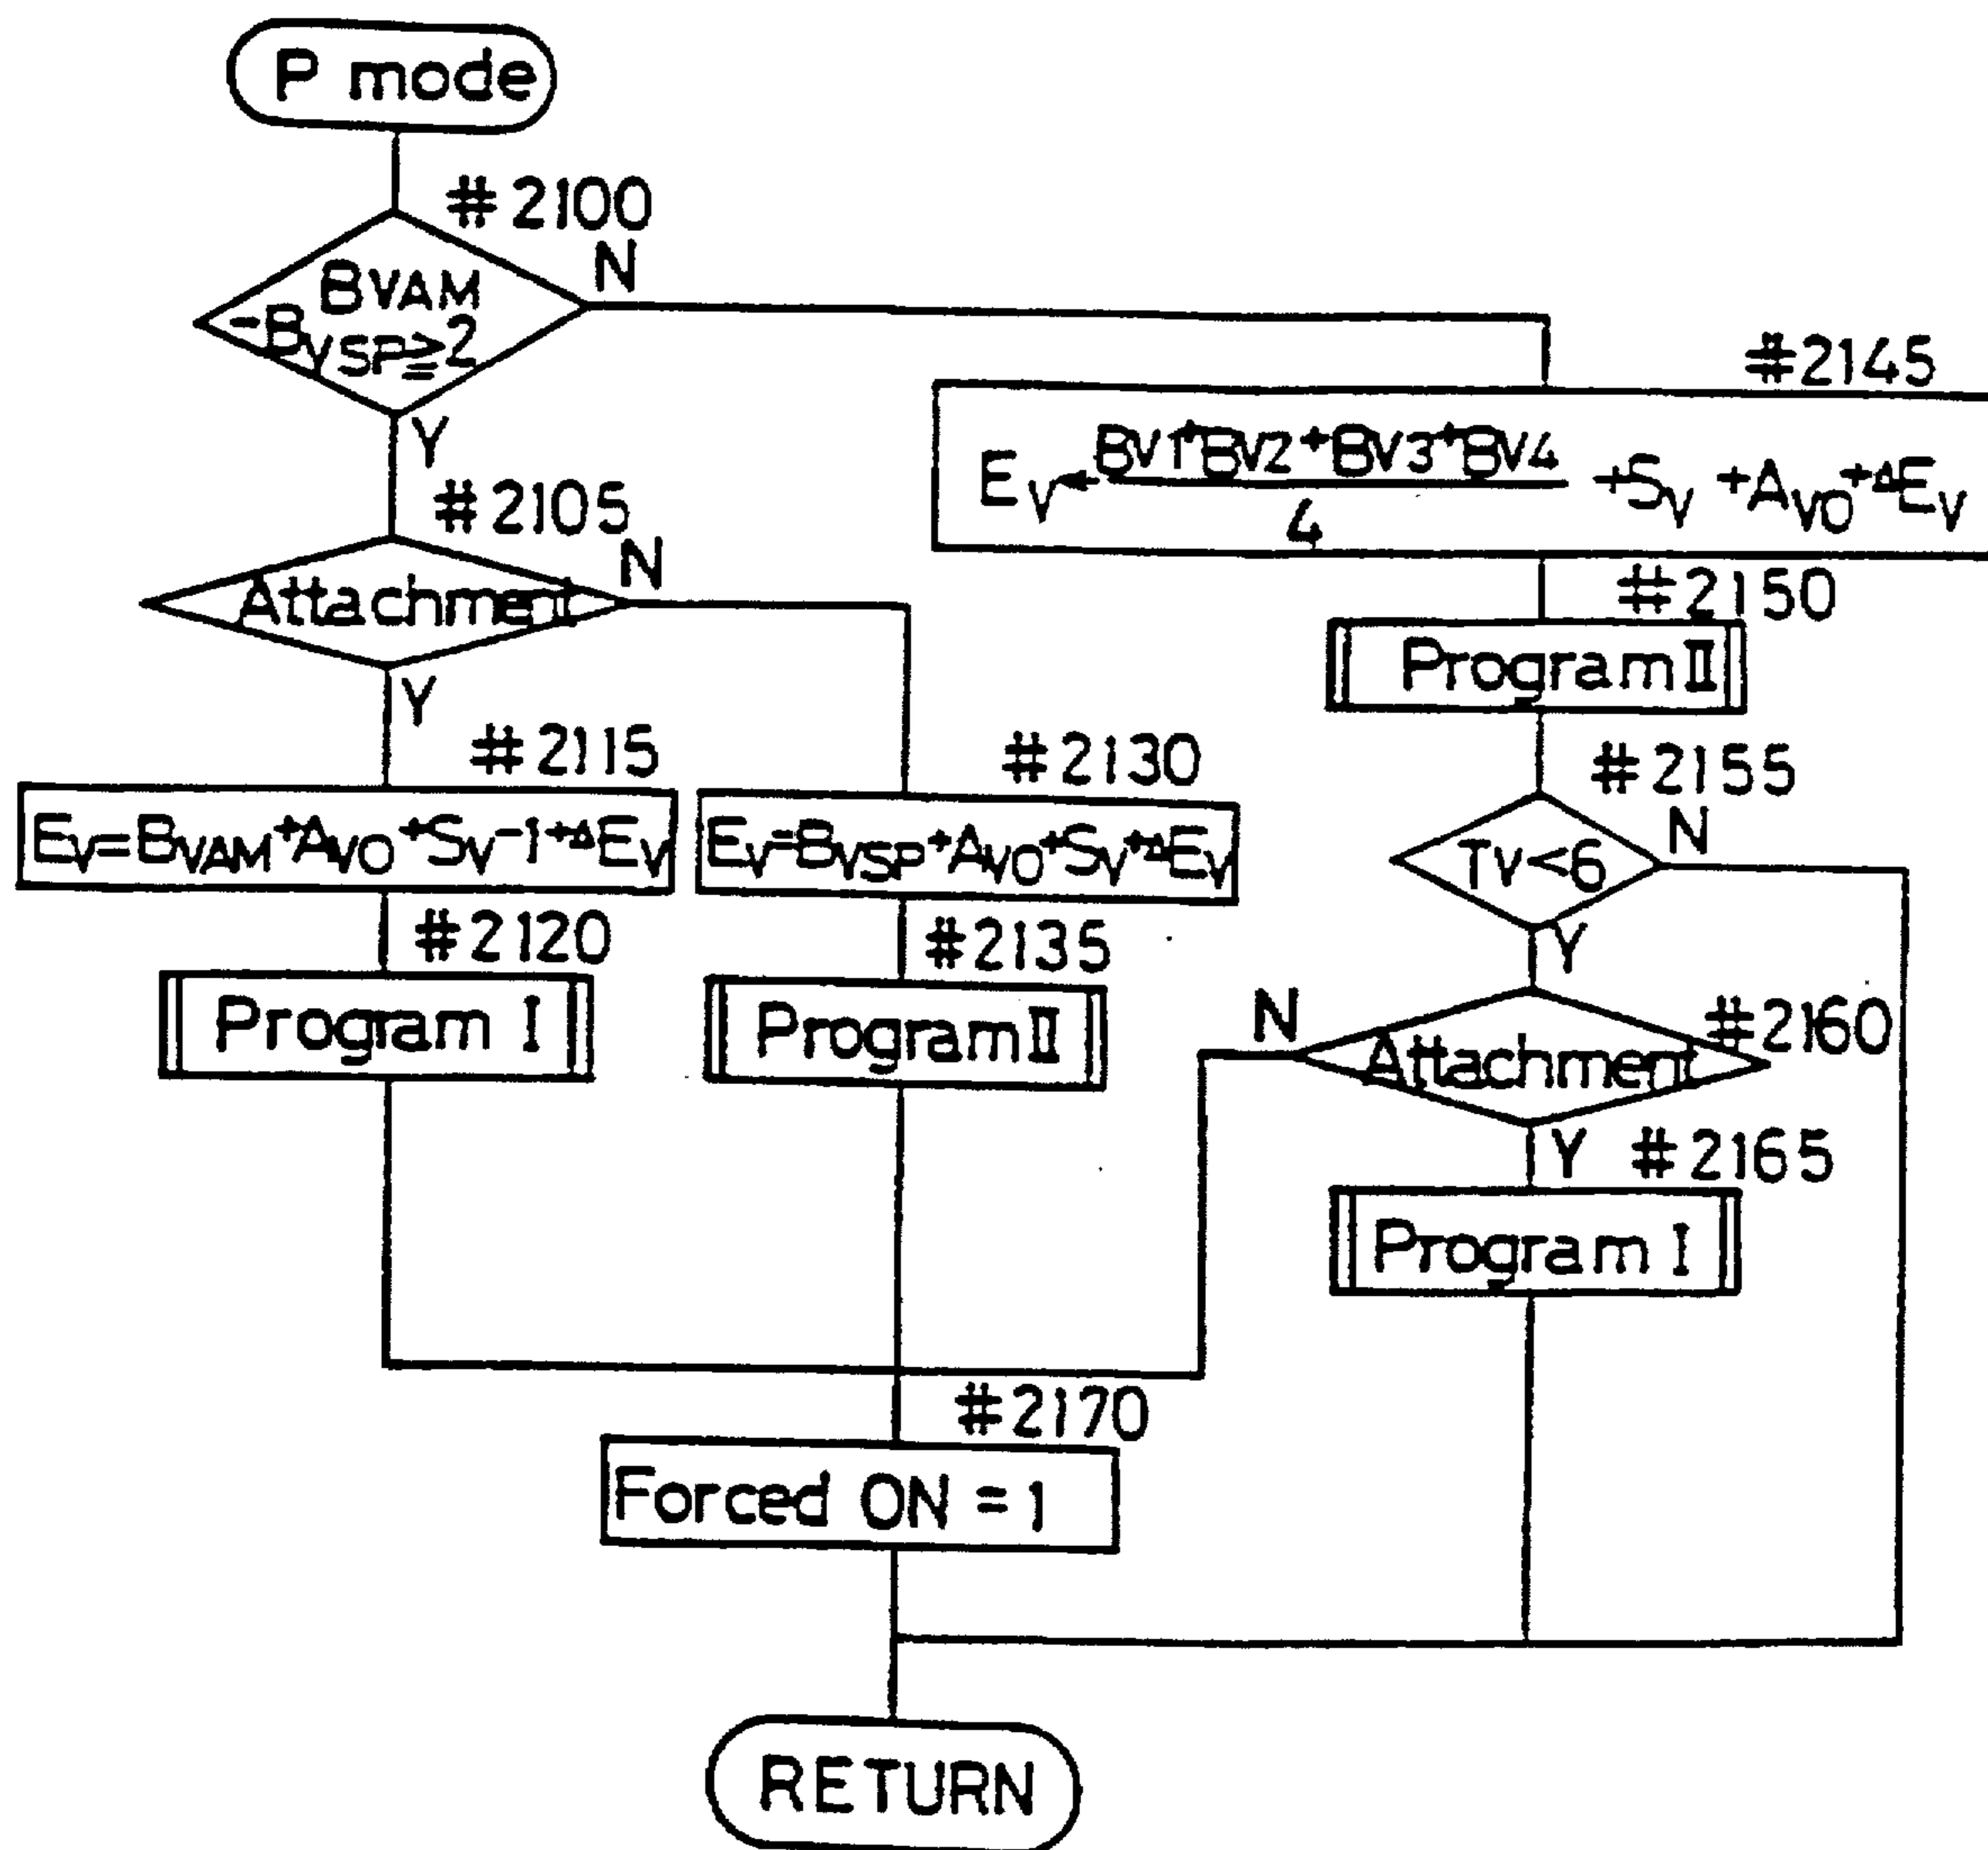 P mode
#2100
N
BVAM
-BVSP≧2
Y
#2105
N
Attachment
Y
#2115
EV=BVAM+AVO+SV-1+ΔEV
#2120
Program I
#2130
EV=BVSP+AVO+SV+ΔEV
#2135
Program II
#2145
EV←BV1+BV2+BV3+BV4
4
+SV +AVO+ΔEV
#2150
Program II
#2155
TV<6
N
Y
#2160
N
Attachment
Y
#2165
Program I
#2170
Forced ON = 1
RETURN